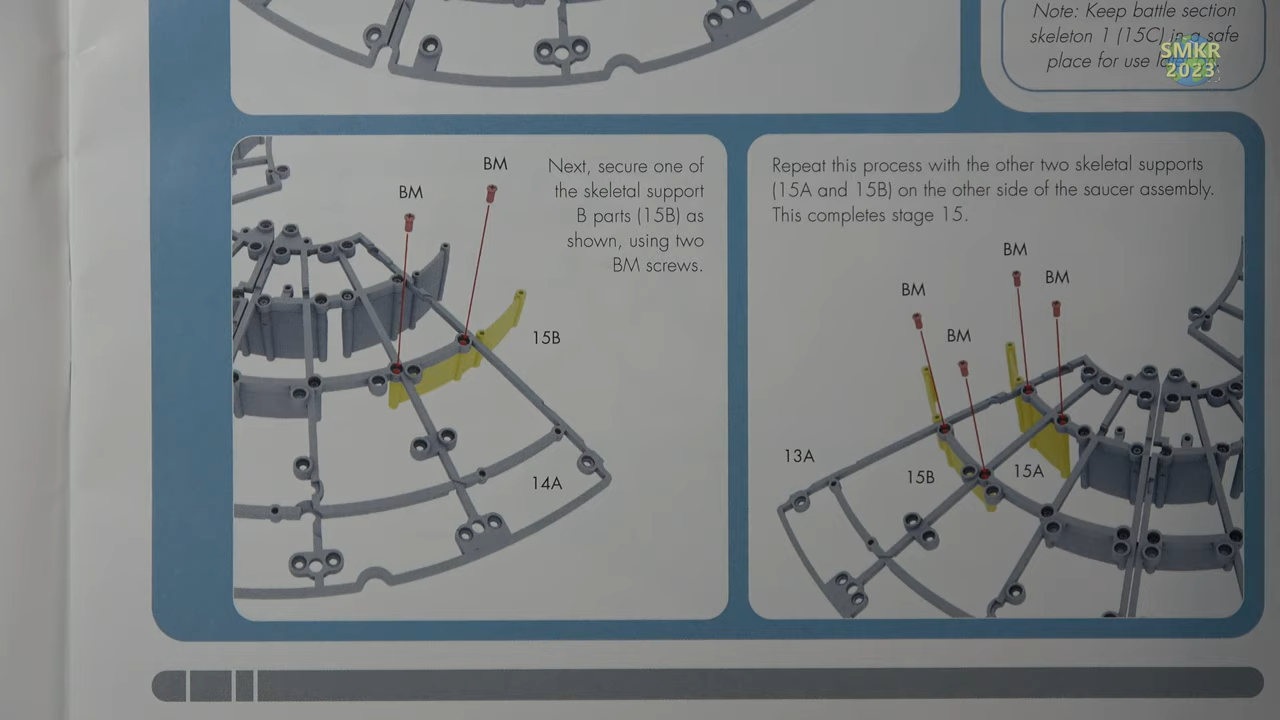 Note: Keep battle section
skeleton 1 (15C) in a safe
place for use
SMKR
2023
BM
BM
Next, secure one of
the skeletal support
B parts (15B) as
shown, using two
BM screws.
15B
14A
Repeat this process with the other two skeletal supports
(15A and 15B) on the other side of the saucer assembly.
This completes stage 15.
BM
BM
BM
BM
13A
15B
15A